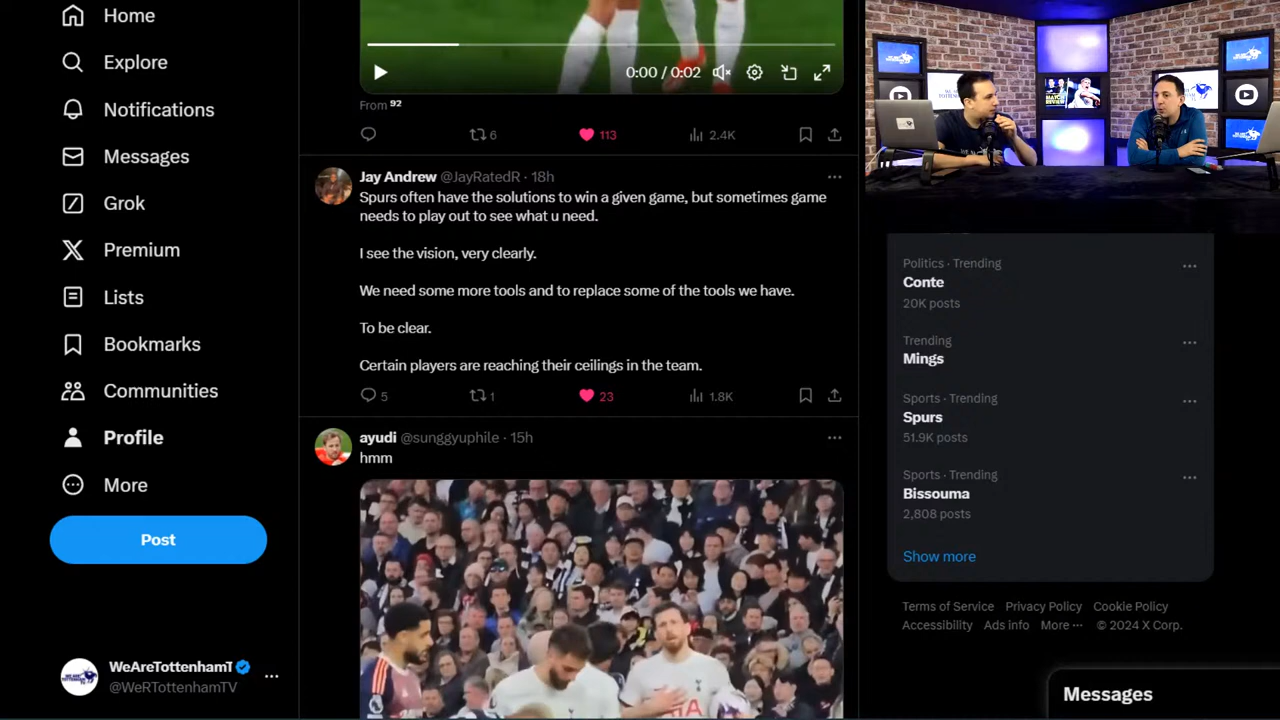 Home
Explore
Notifications
Messages
Grok
Premium
Lists
Bookmarks
Communities
Profile
More
Post
WeAreTottenhamT
@WeRTottenhamTV
0:00 / 0:02
From 92
6
113
2.4K
Jay Andrew @JayRatedR · 18h
Spurs often have the solutions to win a given game, but sometimes game
needs to play out to see what u need.
I see the vision, very clearly.
We need some more tools and to replace some of the tools we have.
To be clear.
Certain players are reaching their ceilings in the team.
5
1
23
1.8K
ayudi @sunggyuphile · 15h
hmm
AIA
Politics · Trending
Conte
20K posts
Trending
Mings
Sports · Trending
Spurs
51.9K posts
Sports · Trending
Bissouma
2,808 posts
Show more
Terms of Service Privacy Policy Cookie Policy
Accessibility Ads info More ··· © 2024 X Corp.
Messages